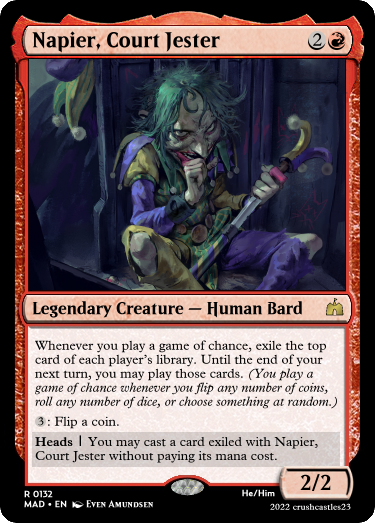 Napier, Court Jester 2
Legendary Creature — Human Bard
Whenever you play a game of chance, exile the
top card of each player's library. Until the end of your
next turn, you may play those cards. (You play a
game of chance whenever you flip any number of coins,
roll any number of dice, or choose something at random.)
3: Flip a coin.
Heads | You may cast a card exiled with Napier,
Court Jester without paying its mana cost.
2/2
R 0132
He/Him
MAD • EN Even Amundsen
2022 crushcastles23